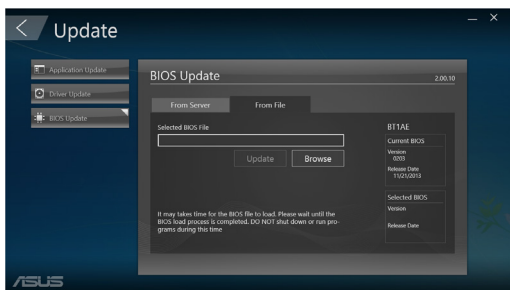 Update
Application Update
Driver Update
BIOS Update
BIOS Update
2.00.10
From Server
From File
Selected BIOS File
Update
Browse
It may takes time for the BIOS file to load. Please wait until the
BIOS load process is completed. DO NOT shut down or run pro-
grams during this time
BT1AE
Current BIOS
Version
0203
Release Date
11/21/2013
Selected BIOS
Version
Release Date
ASUS